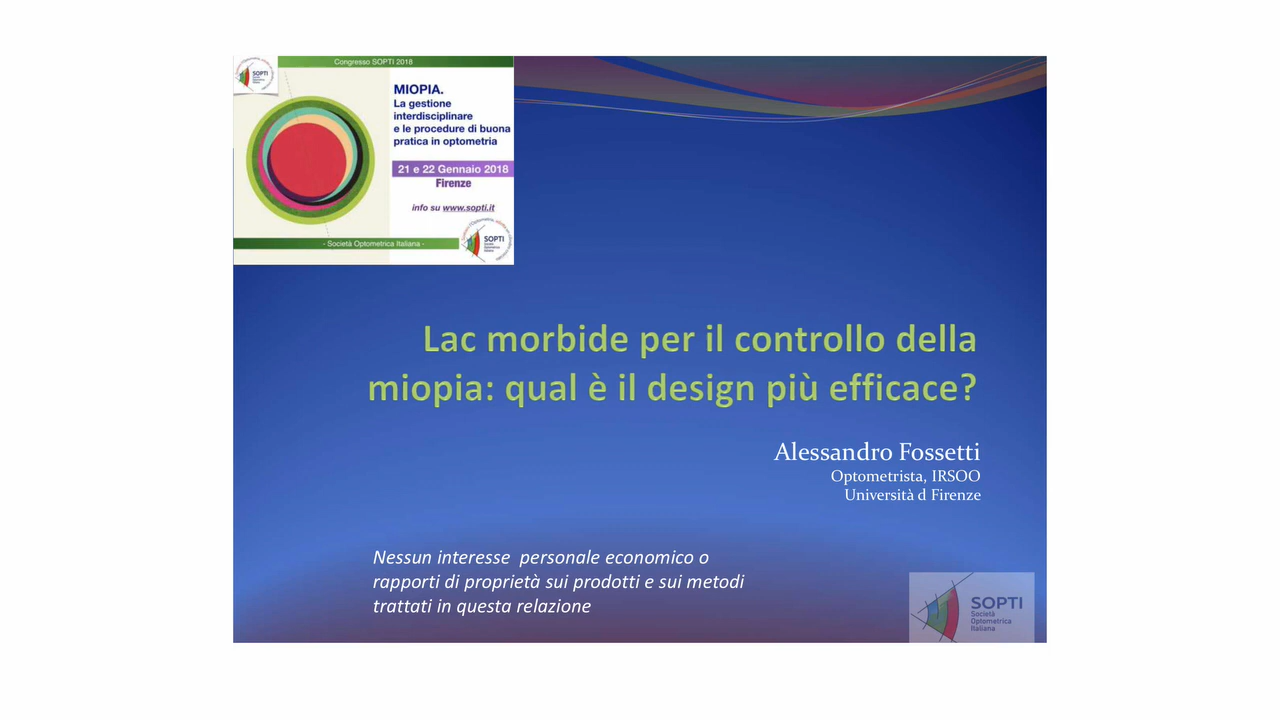 Congresso SOPTI 2018
SOPTI
MIOPIA.
La gestione
interdisciplinare
e le procedure di buona
pratica in optometria
21 e 22 Gennaio 2018
Firenze
info su www.sopti.it
- Società Optometrica Italiana -
SOPTI
Lac morbide per il controllo della
miopia: qual è il design più efficace?
Alessandro Fossetti
Optometrista, IRSOO
Università d Firenze
Nessun interesse personale economico o
rapporti di proprietà sui prodotti e sui metodi
trattati in questa relazione
SOPTI
Società
Optometrica
Italiana